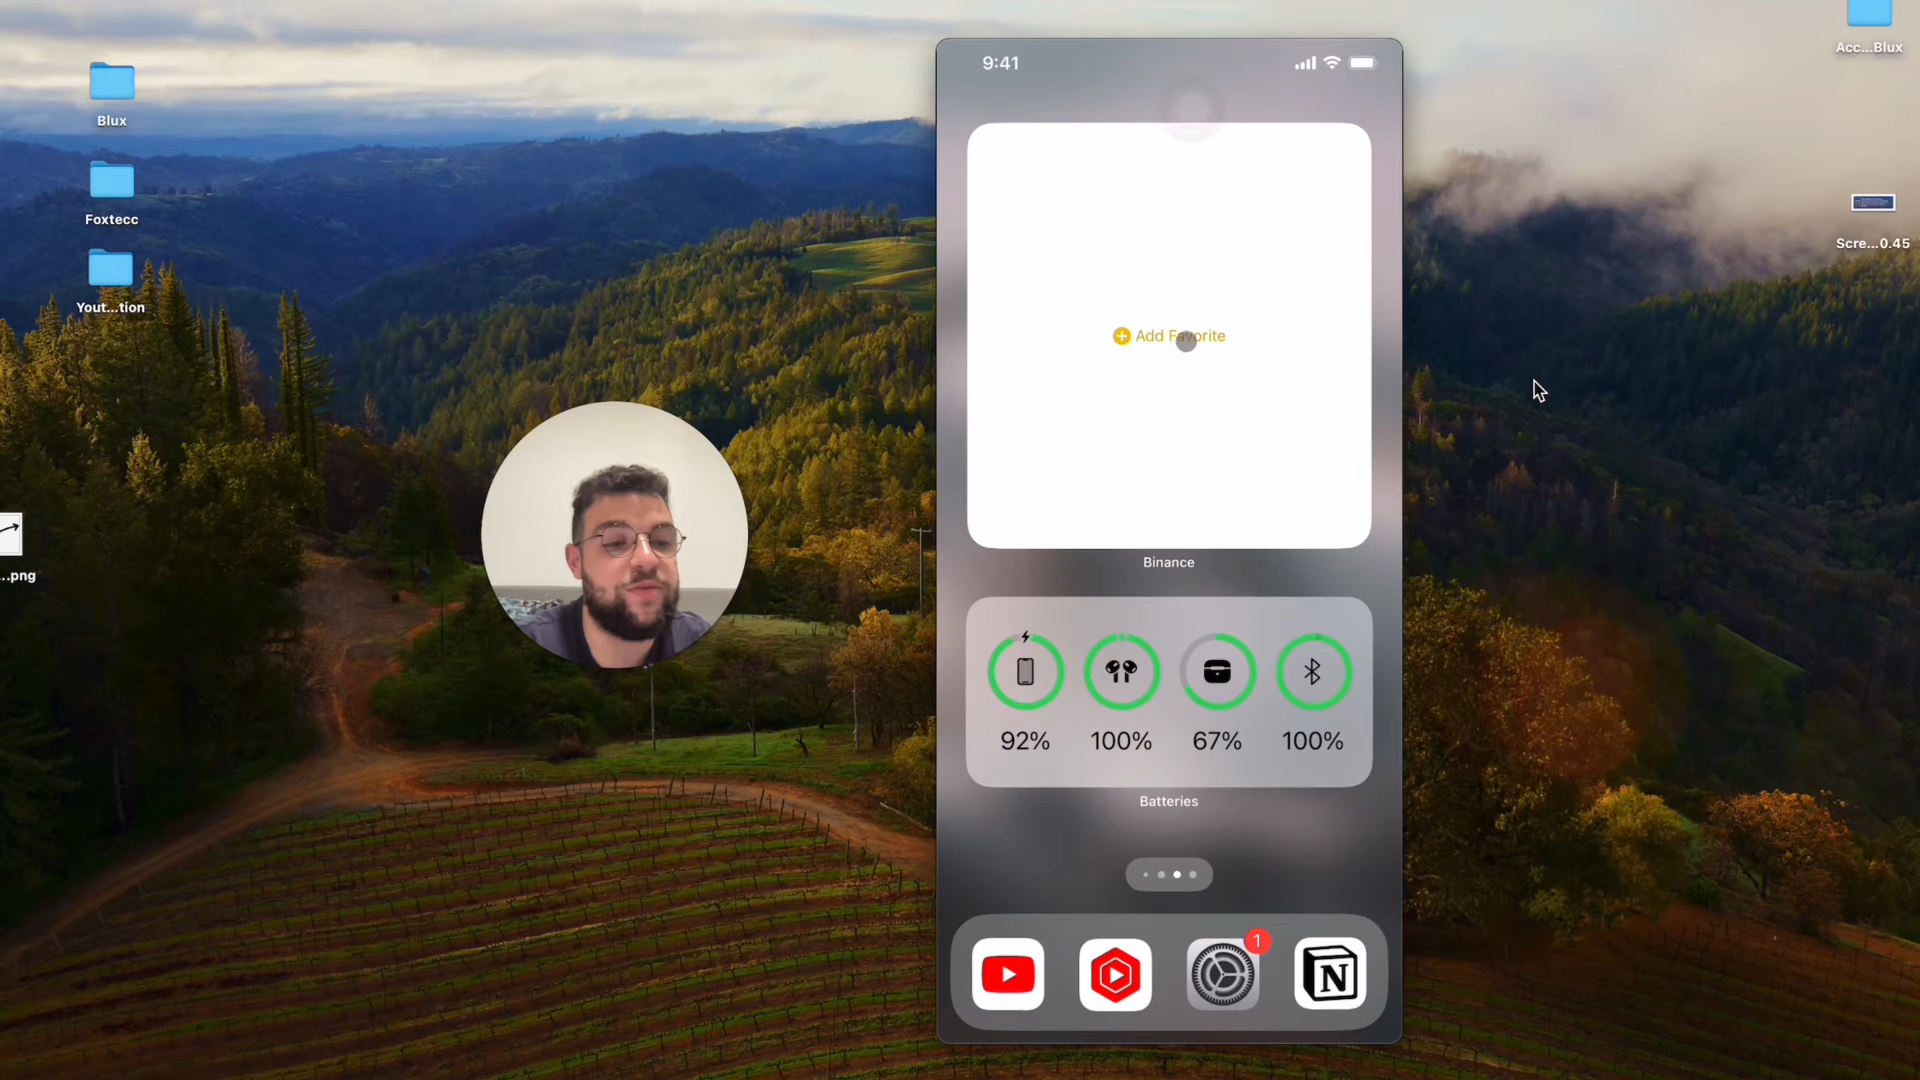 Blux
Foxtecc
Yout...tion
...png
9:41
Add Favorite
Binance
92%
100%
67%
100%
Batteries
1
N
Acc...Blux
Scre...0.45